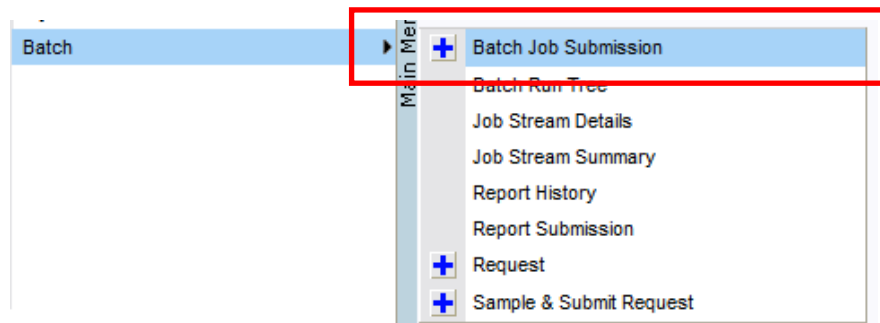 Batch
Main Men
Batch Job Submission
Batch Run Tree
Job Stream Details
Job Stream Summary
Report History
Report Submission
Request
Sample & Submit Request